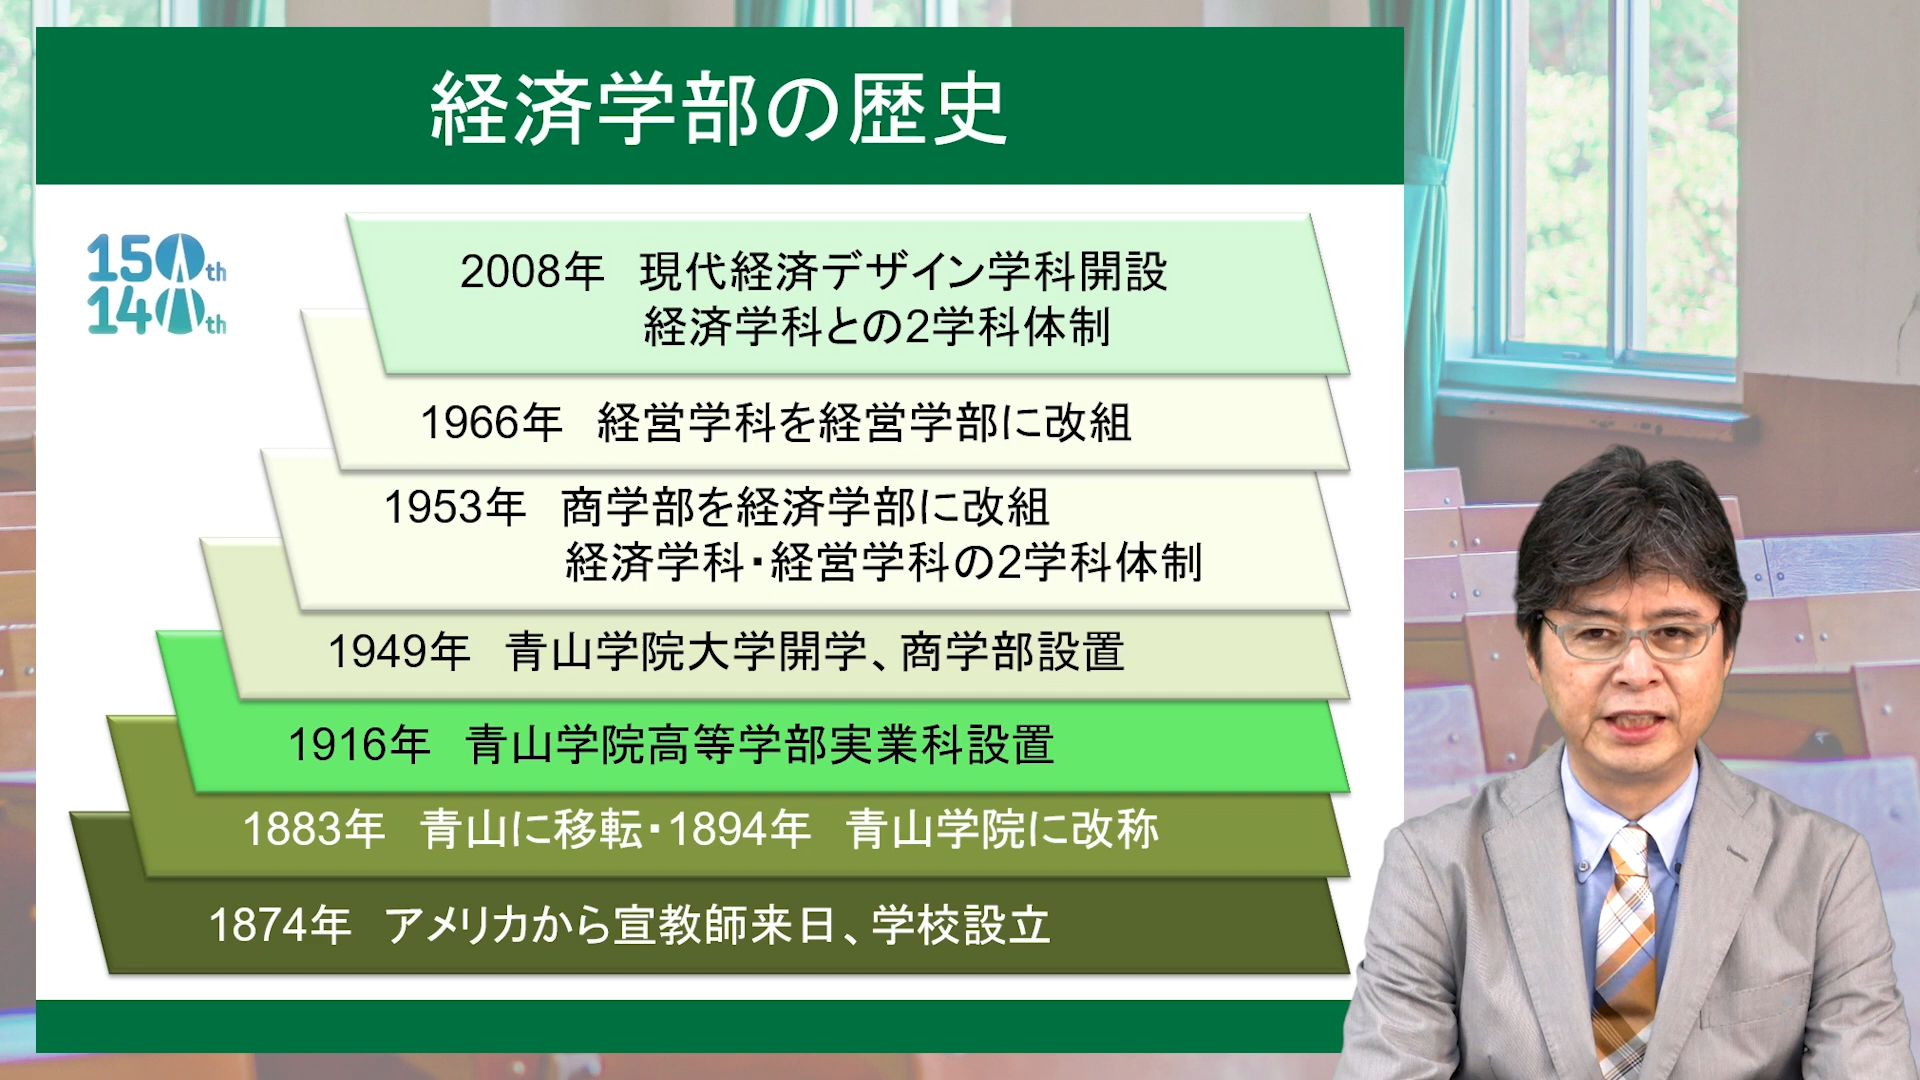 経済学部の歴史
150th
140th
2008年　現代経済デザイン学科開設
経済学科との2学科体制
1966年　経営学科を経営学部に改組
1953年　商学部を経済学部に改組
経済学科・経営学科の2学科体制
1949年　青山学院大学開学、商学部設置
1916年　青山学院高等学部実業科設置
1883年　青山に移転・1894年　青山学院に改称
1874年　アメリカから宣教師来日、学校設立